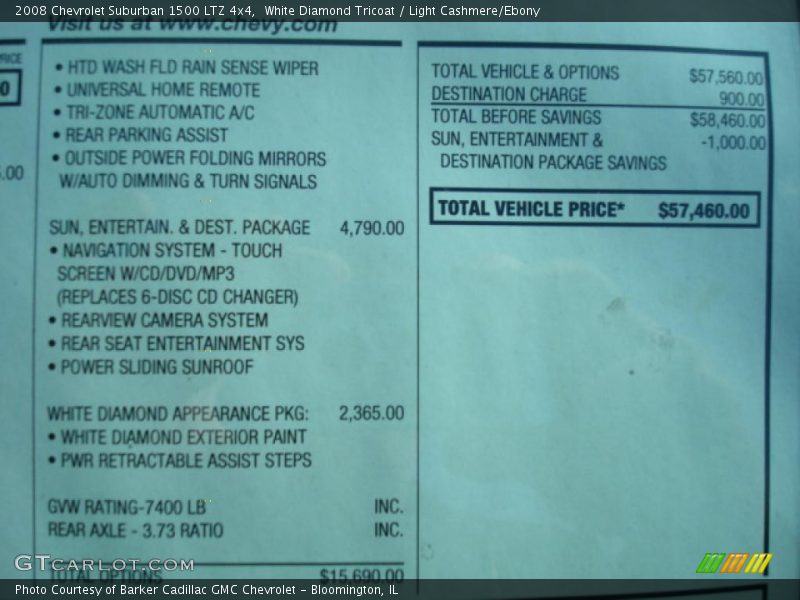 2008 Chevrolet Suburban 1500 LTZ 4x4,  White Diamond Tricoat / Light Cashmere/Ebony
Visit us at www.chevy.com
PRICE
0
5.00
• HTD WASH FLD RAIN SENSE WIPER
• UNIVERSAL HOME REMOTE
• TRI-ZONE AUTOMATIC A/C
• REAR PARKING ASSIST
• OUTSIDE POWER FOLDING MIRRORS
W/AUTO DIMMING & TURN SIGNALS
SUN, ENTERTAIN. & DEST. PACKAGE 4,790.00
• NAVIGATION SYSTEM - TOUCH
SCREEN W/CD/DVD/MP3
(REPLACES 6-DISC CD CHANGER)
• REARVIEW CAMERA SYSTEM
• REAR SEAT ENTERTAINMENT SYS
• POWER SLIDING SUNROOF
WHITE DIAMOND APPEARANCE PKG: 2,365.00
• WHITE DIAMOND EXTERIOR PAINT
• PWR RETRACTABLE ASSIST STEPS
GVW RATING-7400 LB INC.
REAR AXLE - 3.73 RATIO INC.
TOTAL OPTIONS $15,690.00
TOTAL VEHICLE & OPTIONS $57,560.00
DESTINATION CHARGE 900.00
TOTAL BEFORE SAVINGS $58,460.00
SUN, ENTERTAINMENT & -1,000.00
DESTINATION PACKAGE SAVINGS
TOTAL VEHICLE PRICE* $57,460.00
GTCARLOT.COM
Photo Courtesy of Barker Cadillac GMC Chevrolet – Bloomington, IL